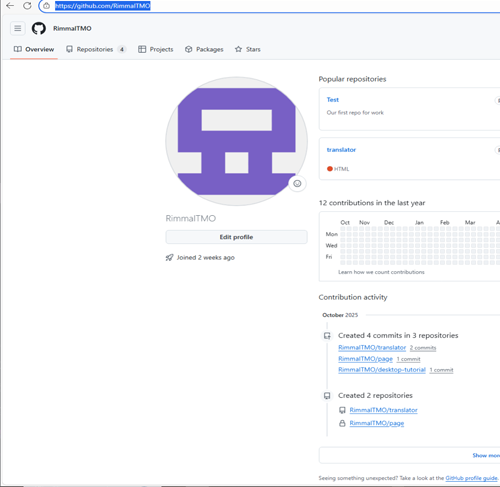 https://github.com/RimmalTMO
RimmalTMO
Overview Repositories 4 Projects Packages Stars
Popular repositories
Test
Our first repo for work
translator
HTML
12 contributions in the last year
Oct Nov Dec Jan Feb Mar
Mon
Wed
Fri
Learn how we count contributions
RimmalTMO
Edit profile
Joined 2 weeks ago
Contribution activity
October 2025
Created 4 commits in 3 repositories
RimmalTMO/translator 2 commits
RimmalTMO/page 1 commit
RimmalTMO/desktop-tutorial 1 commit
Created 2 repositories
RimmalTMO/translator
RimmalTMO/page
Show more
Seeing something unexpected? Take a look at the GitHub profile guide.